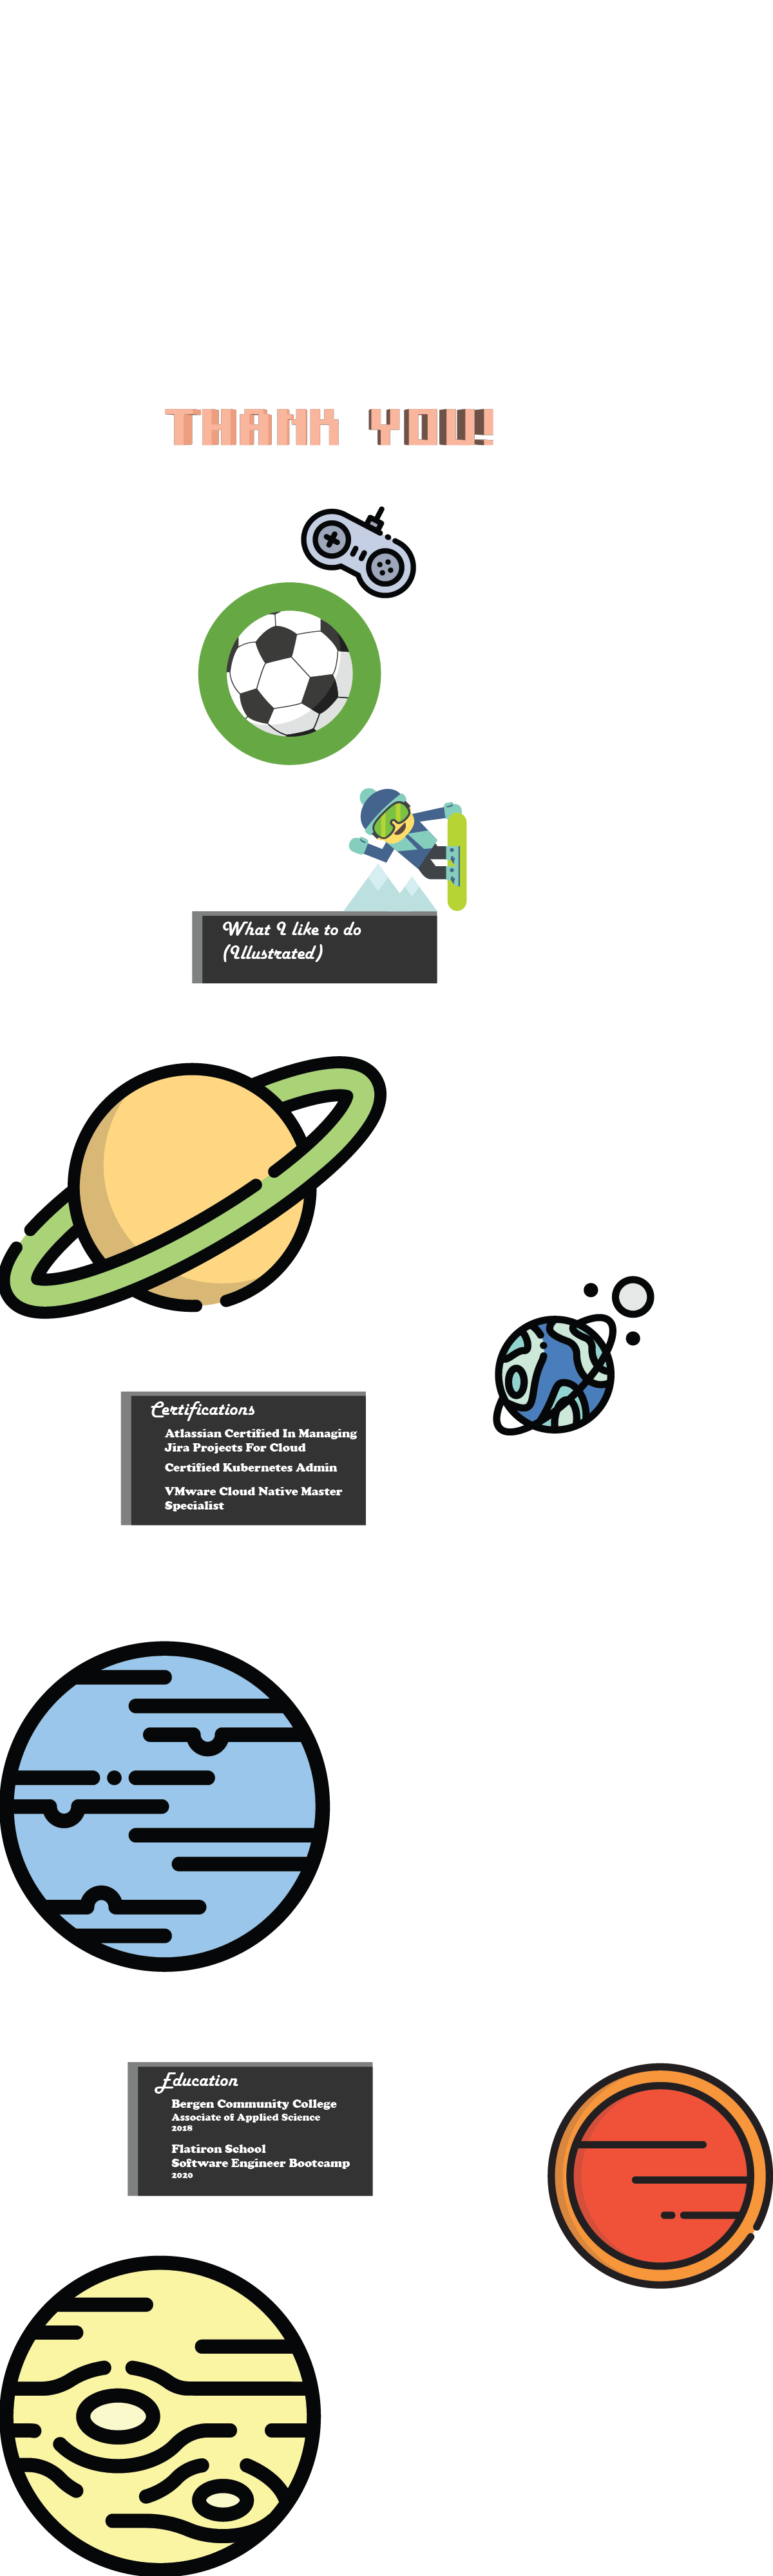 THANK YOU!
What I like to do
(Illustrated)
Certifications
Atlassian Certified In Managing
Jira Projects For Cloud
Certified Kubernetes Admin
VMware Cloud Native Master
Specialist
Education
Bergen Community College
Associate of Applied Science
2018
Flatiron School
Software Engineer Bootcamp
2020